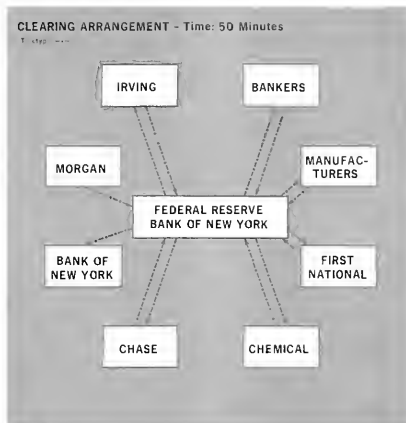 CLEARING ARRANGEMENT - Time: 50 Minutes
IRVING
BANKERS
MORGAN
MANUFAC-
TURERS
FEDERAL RESERVE
BANK OF NEW YORK
BANK OF
NEW YORK
FIRST
NATIONAL
CHASE
CHEMICAL